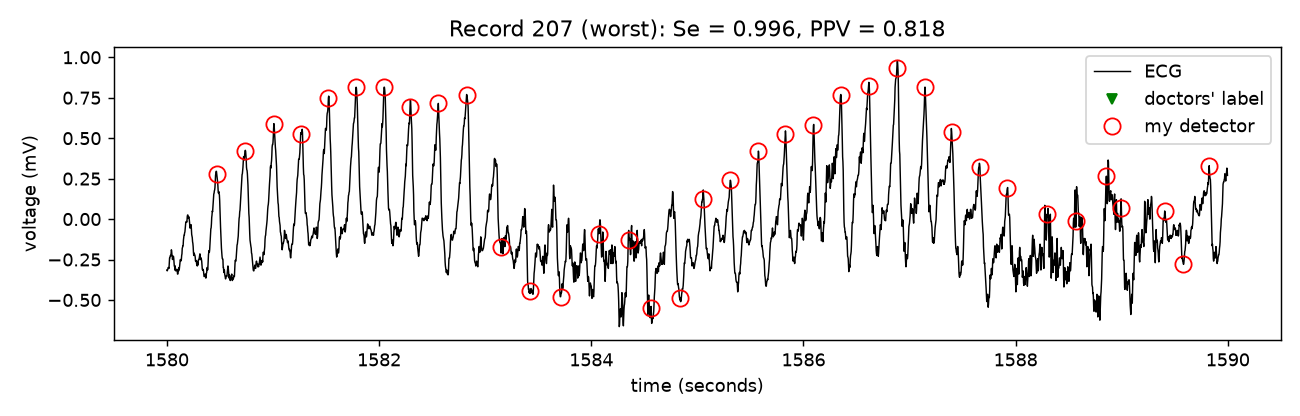 Record 207 (worst): Se = 0.996, PPV = 0.818
1.00
0.75
0.50
0.25
0.00
−0.25
−0.50
voltage (mV)
ECG
doctors' label
my detector
1580
1582
1584
1586
1588
1590
time (seconds)